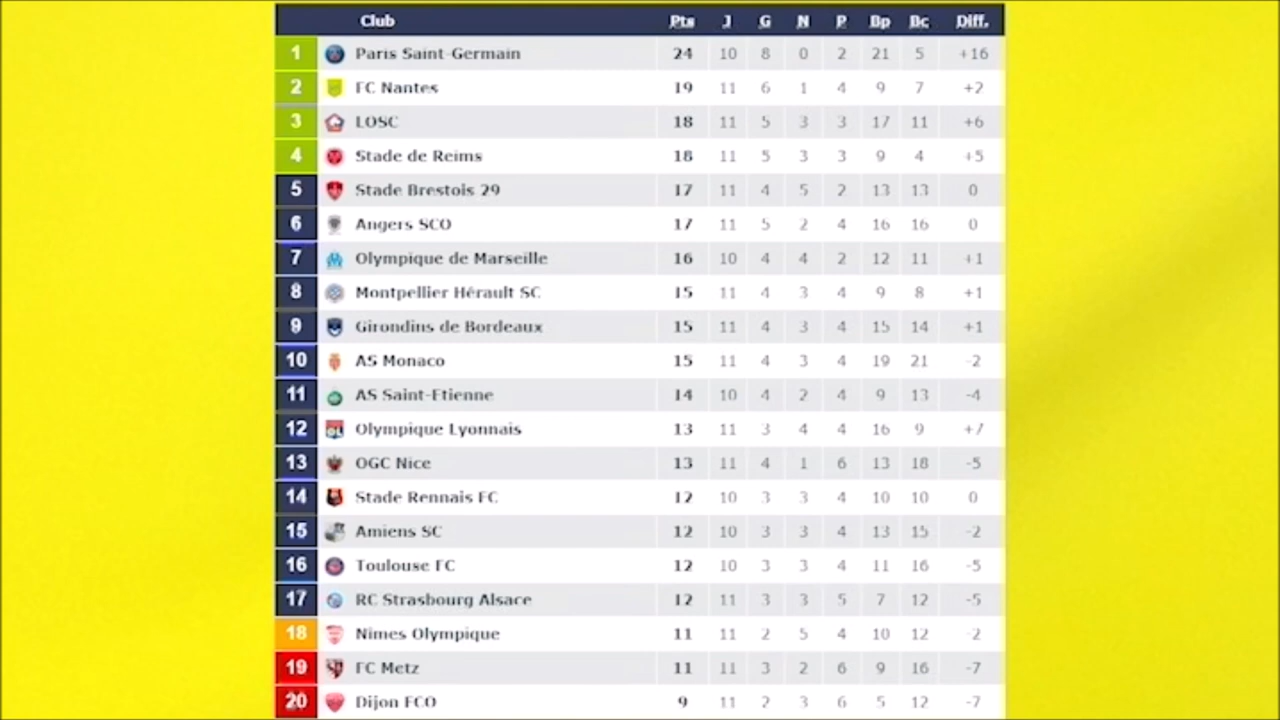 Club Pts J G N P Bp Bc Diff.
1 Paris Saint-Germain 24 10 8 0 2 21 5 +16
2 FC Nantes 19 11 6 1 4 9 7 +2
3 LOSC 18 11 5 3 3 17 11 +6
4 Stade de Reims 18 11 5 3 3 9 4 +5
5 Stade Brestois 29 17 11 4 5 2 13 13 0
6 Angers SCO 17 11 5 2 4 16 16 0
7 Olympique de Marseille 16 10 4 4 2 12 11 +1
8 Montpellier Hérault SC 15 11 4 3 4 9 8 +1
9 Girondins de Bordeaux 15 11 4 3 4 15 14 +1
10 AS Monaco 15 11 4 3 4 19 21 -2
11 AS Saint-Etienne 14 10 4 2 4 9 13 -4
12 Olympique Lyonnais 13 11 3 4 4 16 9 +7
13 OGC Nice 13 11 4 1 6 13 18 -5
14 Stade Rennais FC 12 10 3 3 4 10 10 0
15 Amiens SC 12 10 3 3 4 13 15 -2
16 Toulouse FC 12 10 3 3 4 11 16 -5
17 RC Strasbourg Alsace 12 11 3 3 5 7 12 -5
18 Nîmes Olympique 11 11 2 5 4 10 12 -2
19 FC Metz 11 11 3 2 6 9 16 -7
20 Dijon FCO 9 11 2 3 6 5 12 -7